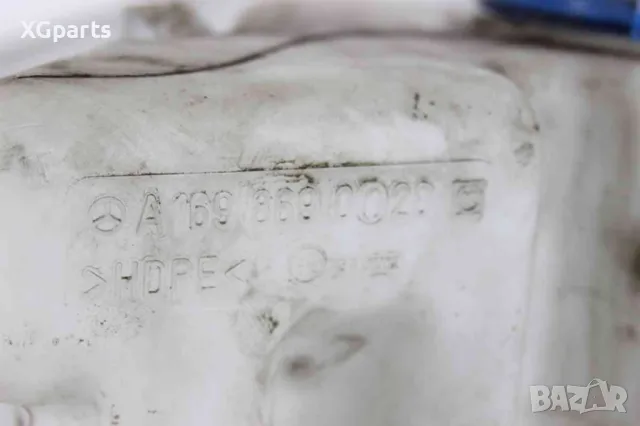 XGparts
A 169 869 0020
>HDPE<
BAZAR